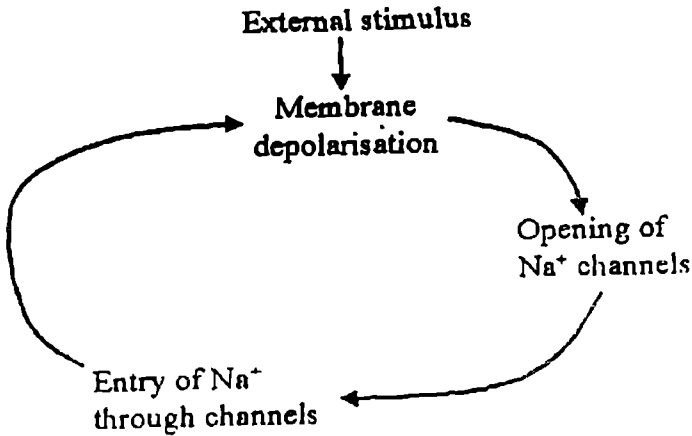 External stimulus
Membrane
depolarisation
Opening of
Na⁺ channels
Entry of Na⁺
through channels